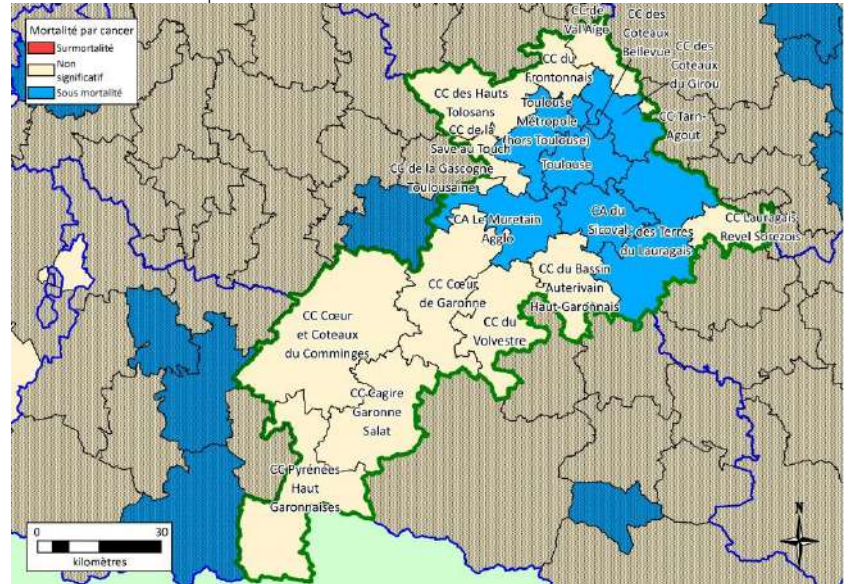 Mortalité par cancer
Surmortalité
Non
significatif
Sous mortalité
CC de
Val Aïgo
CC des
Coteaux
Bellevue
CC des
Coteaux
du Girou
CC du
Frontonnais
CC des Hauts
Tolosans
Toulouse
Métropole
(hors Toulouse)
CC Tarn-
Agout
CC de la
Save au Touch
CC de la Gascogne
Toulousaine
Toulouse
CA Le Muretain
Agglo
CA du
Sicoval
des Terres
du Lauragais
CC Lauragais
Revel Sorezois
CC du Bassin
Auterivain
Haut-Garonnais
CC Cœur
de Garonne
CC Cœur
et Coteaux
du Comminges
CC du
Volvestre
CC Cagire
Garonne
Salat
CC Pyrénées
Haut
Garonnaises
0 30
kilomètres
N